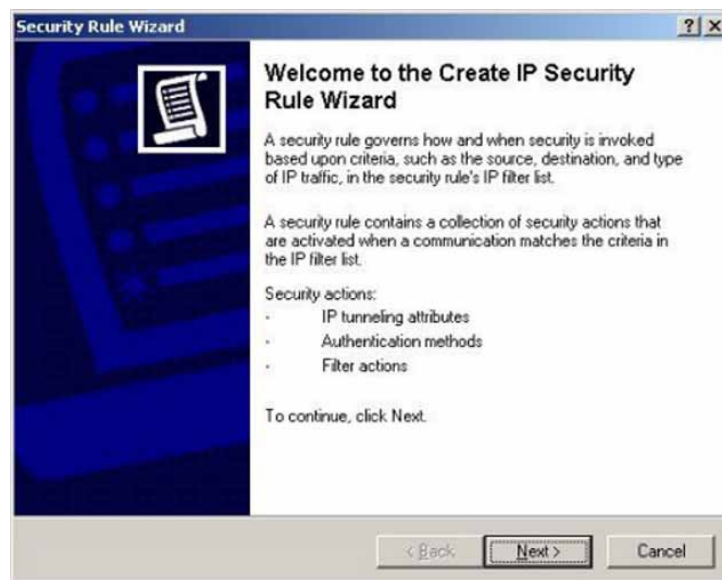 Security Rule Wizard
Welcome to the Create IP Security
Rule Wizard
A security rule governs how and when security is invoked
based upon criteria, such as the source, destination, and type
of IP traffic, in the security rule's IP filter list.
A security rule contains a collection of security actions that
are activated when a communication matches the criteria in
the IP filter list.
Security actions:
· IP tunneling attributes
· Authentication methods
· Filter actions
To continue, click Next.
< Back Next > Cancel